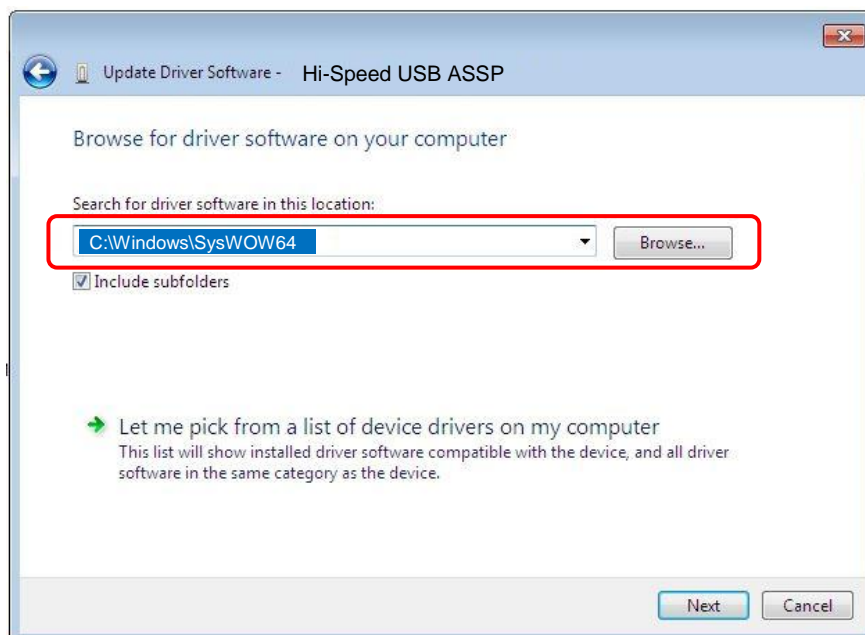 Update Driver Software - Hi-Speed USB ASSP
Browse for driver software on your computer
Search for driver software in this location:
C:\Windows\SysWOW64
Browse...
Include subfolders
Let me pick from a list of device drivers on my computer
This list will show installed driver software compatible with the device, and all driver
software in the same category as the device.
Next
Cancel